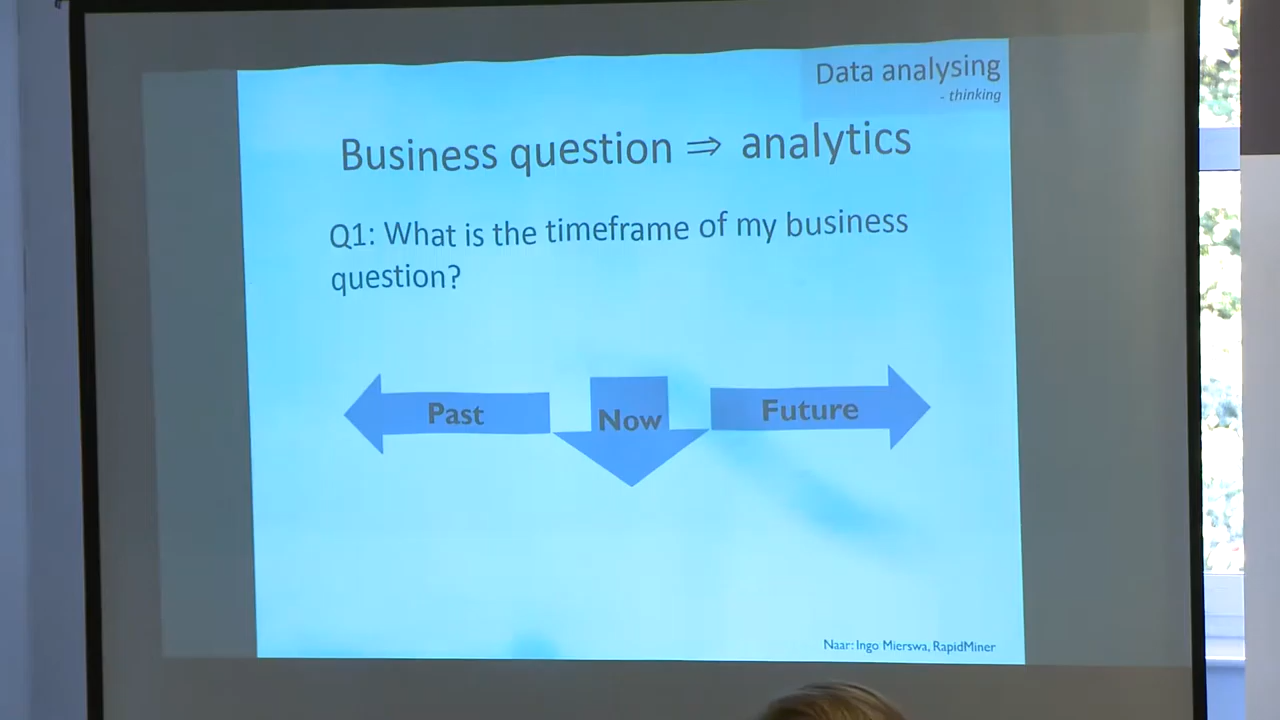 Data analysing
- thinking
Business question ⇒ analytics
Q1: What is the timeframe of my business
question?
Past
Now
Future
Naar: Ingo Mierswa, RapidMiner